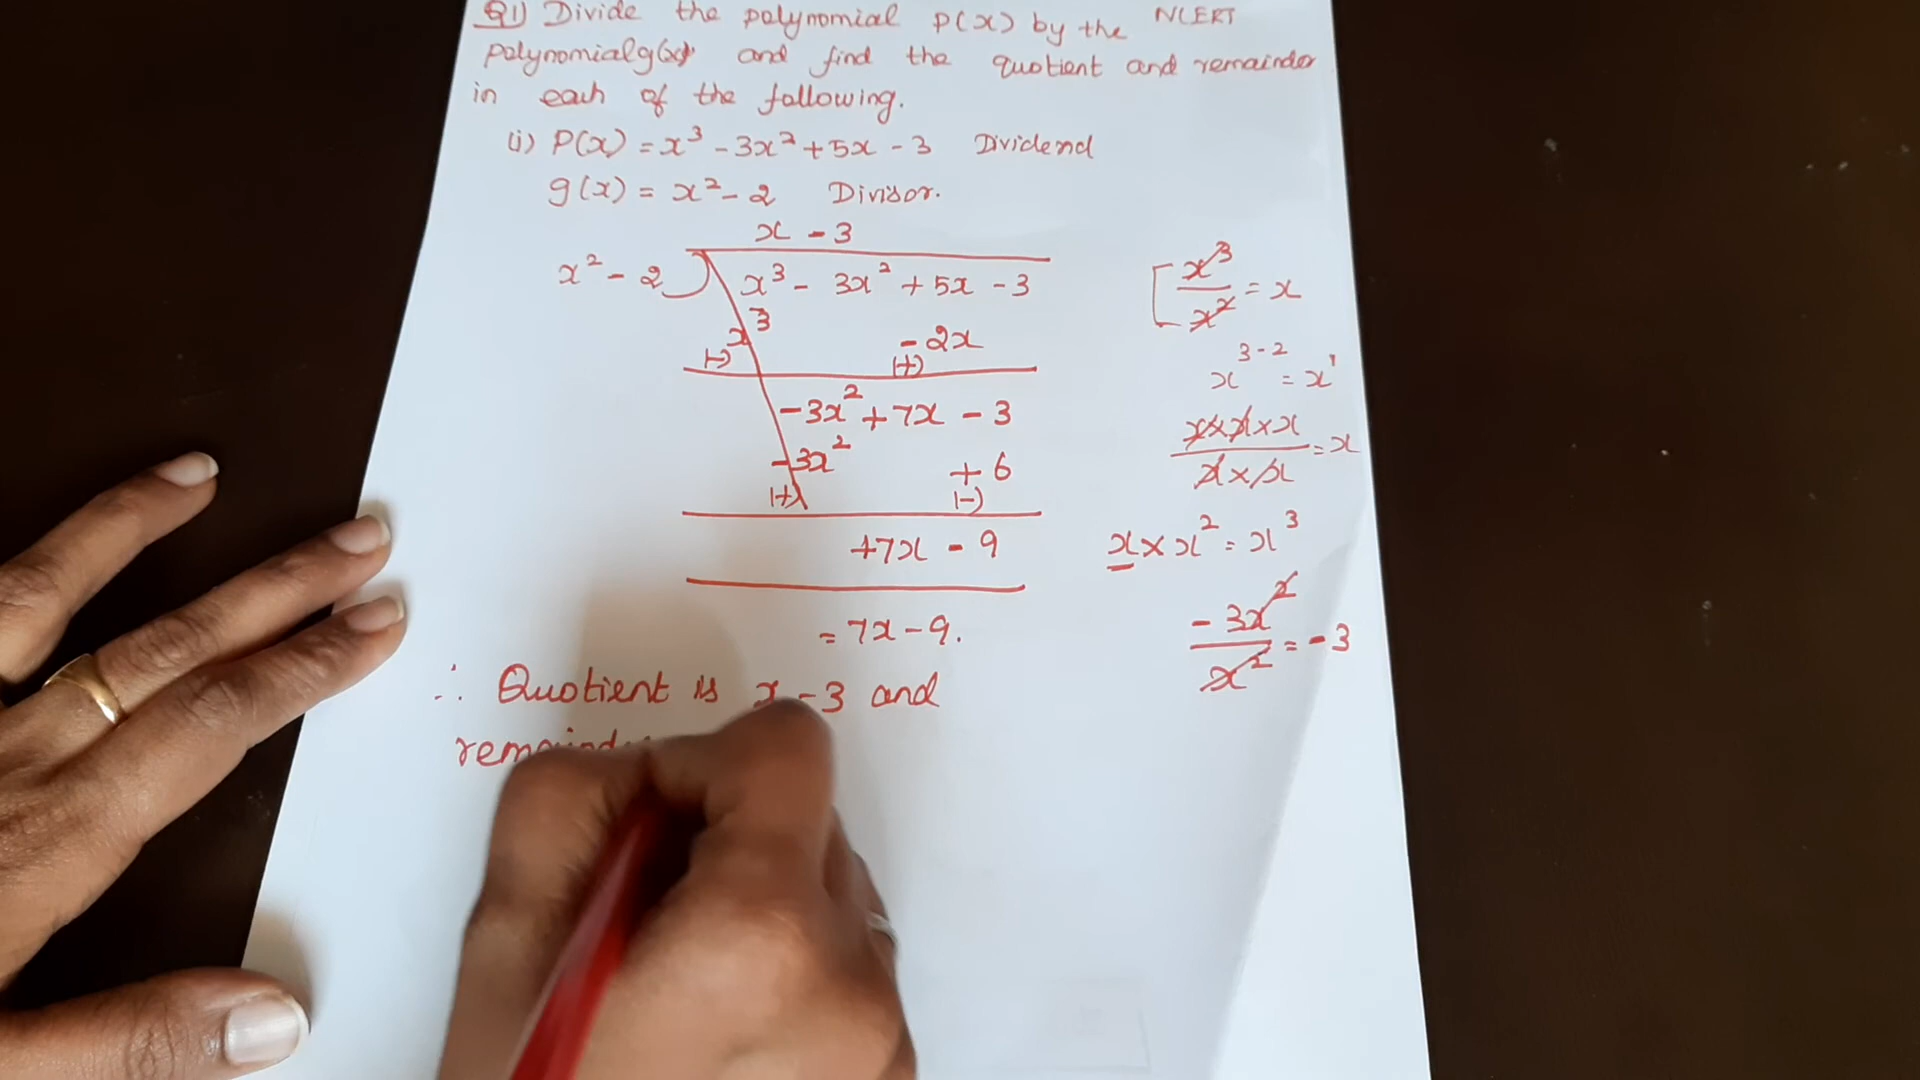 Q1) Divide the polynomial P(x) by the NCERT
polynomial g(x) and find the quotient and remainder
in each of the following.
(i) P(x) = x³ - 3x² + 5x - 3 Dividend
g(x) = x² - 2 Divisor.
x - 3
x² - 2 ) x³ - 3x² + 5x - 3
x³ - 2x
(-) (+)
-3x² + 7x - 3
-3x² + 6
(+) (-)
+7x - 9
= 7x - 9.
∴ Quotient is x - 3 and
x³/x² = x
x³⁻² = x¹
x×x×x/x×x = x
x × x² = x³
-3x²/x² = -3